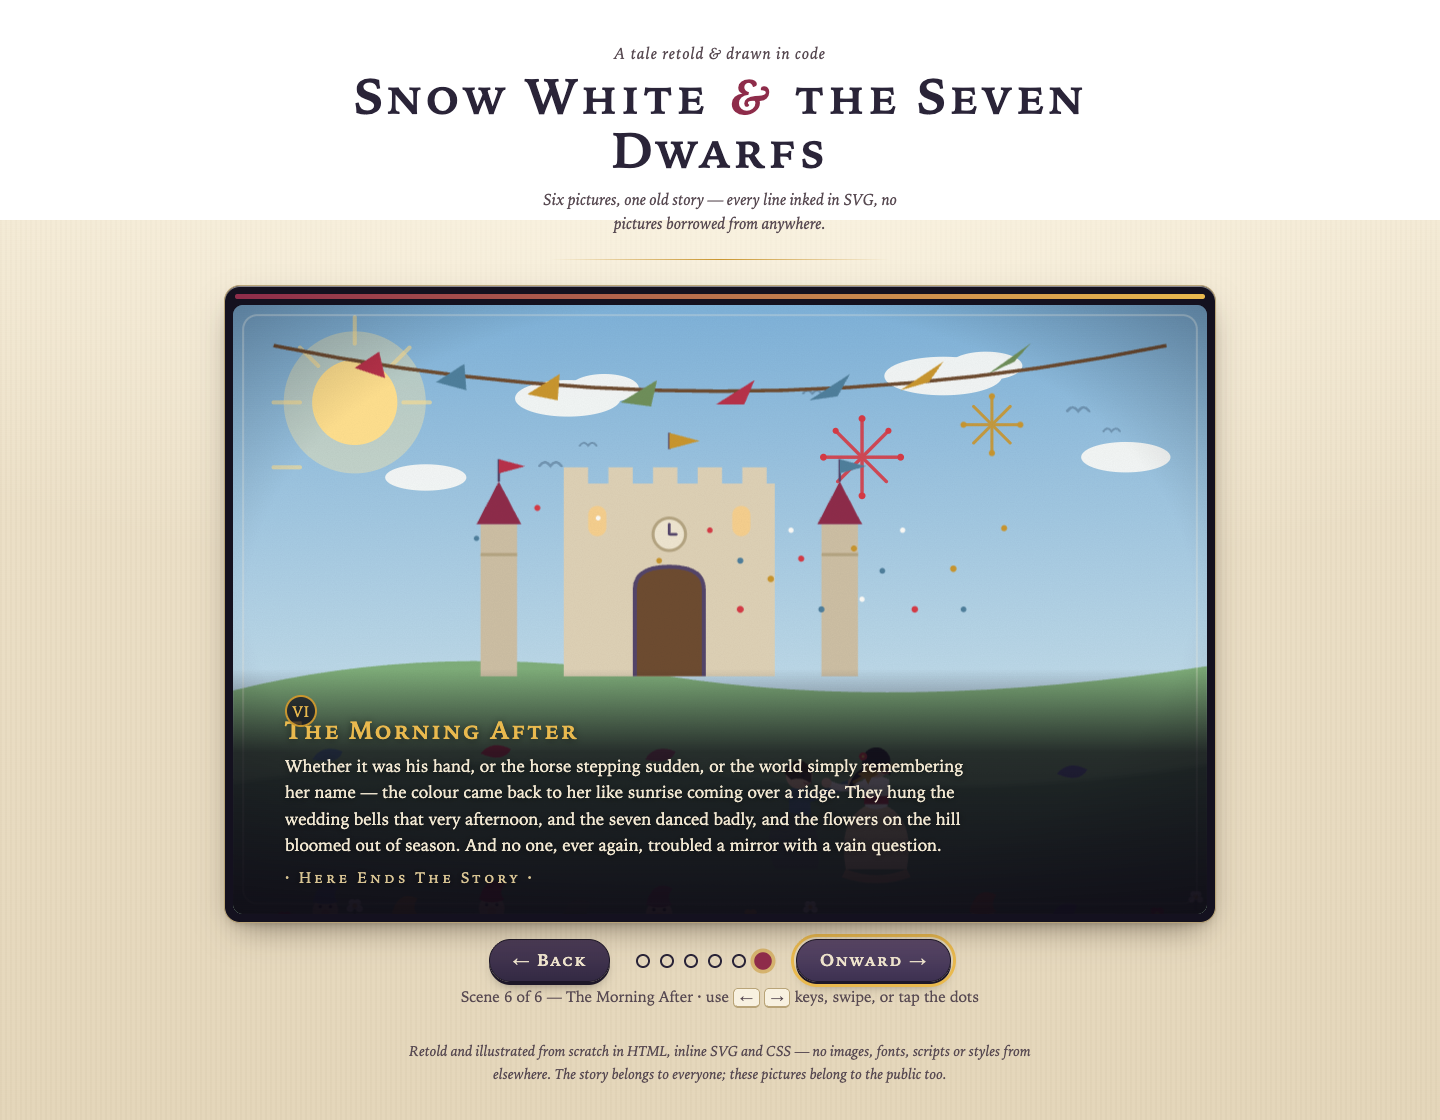 A tale retold & drawn in code
Snow White & the Seven
Dwarfs
Six pictures, one old story — every line inked in SVG, no
pictures borrowed from anywhere.
VI
The Morning After
Whether it was his hand, or the horse stepping sudden, or the world simply remembering
her name — the colour came back to her like sunrise coming over a ridge. They hung the
wedding bells that very afternoon, and the seven danced badly, and the flowers on the hill
bloomed out of season. And no one, ever again, troubled a mirror with a vain question.
· Here Ends The Story ·
← Back
Onward →
Scene 6 of 6 — The Morning After · use ← → keys, swipe, or tap the dots
Retold and illustrated from scratch in HTML, inline SVG and CSS — no images, fonts, scripts or styles from
elsewhere. The story belongs to everyone; these pictures belong to the public too.